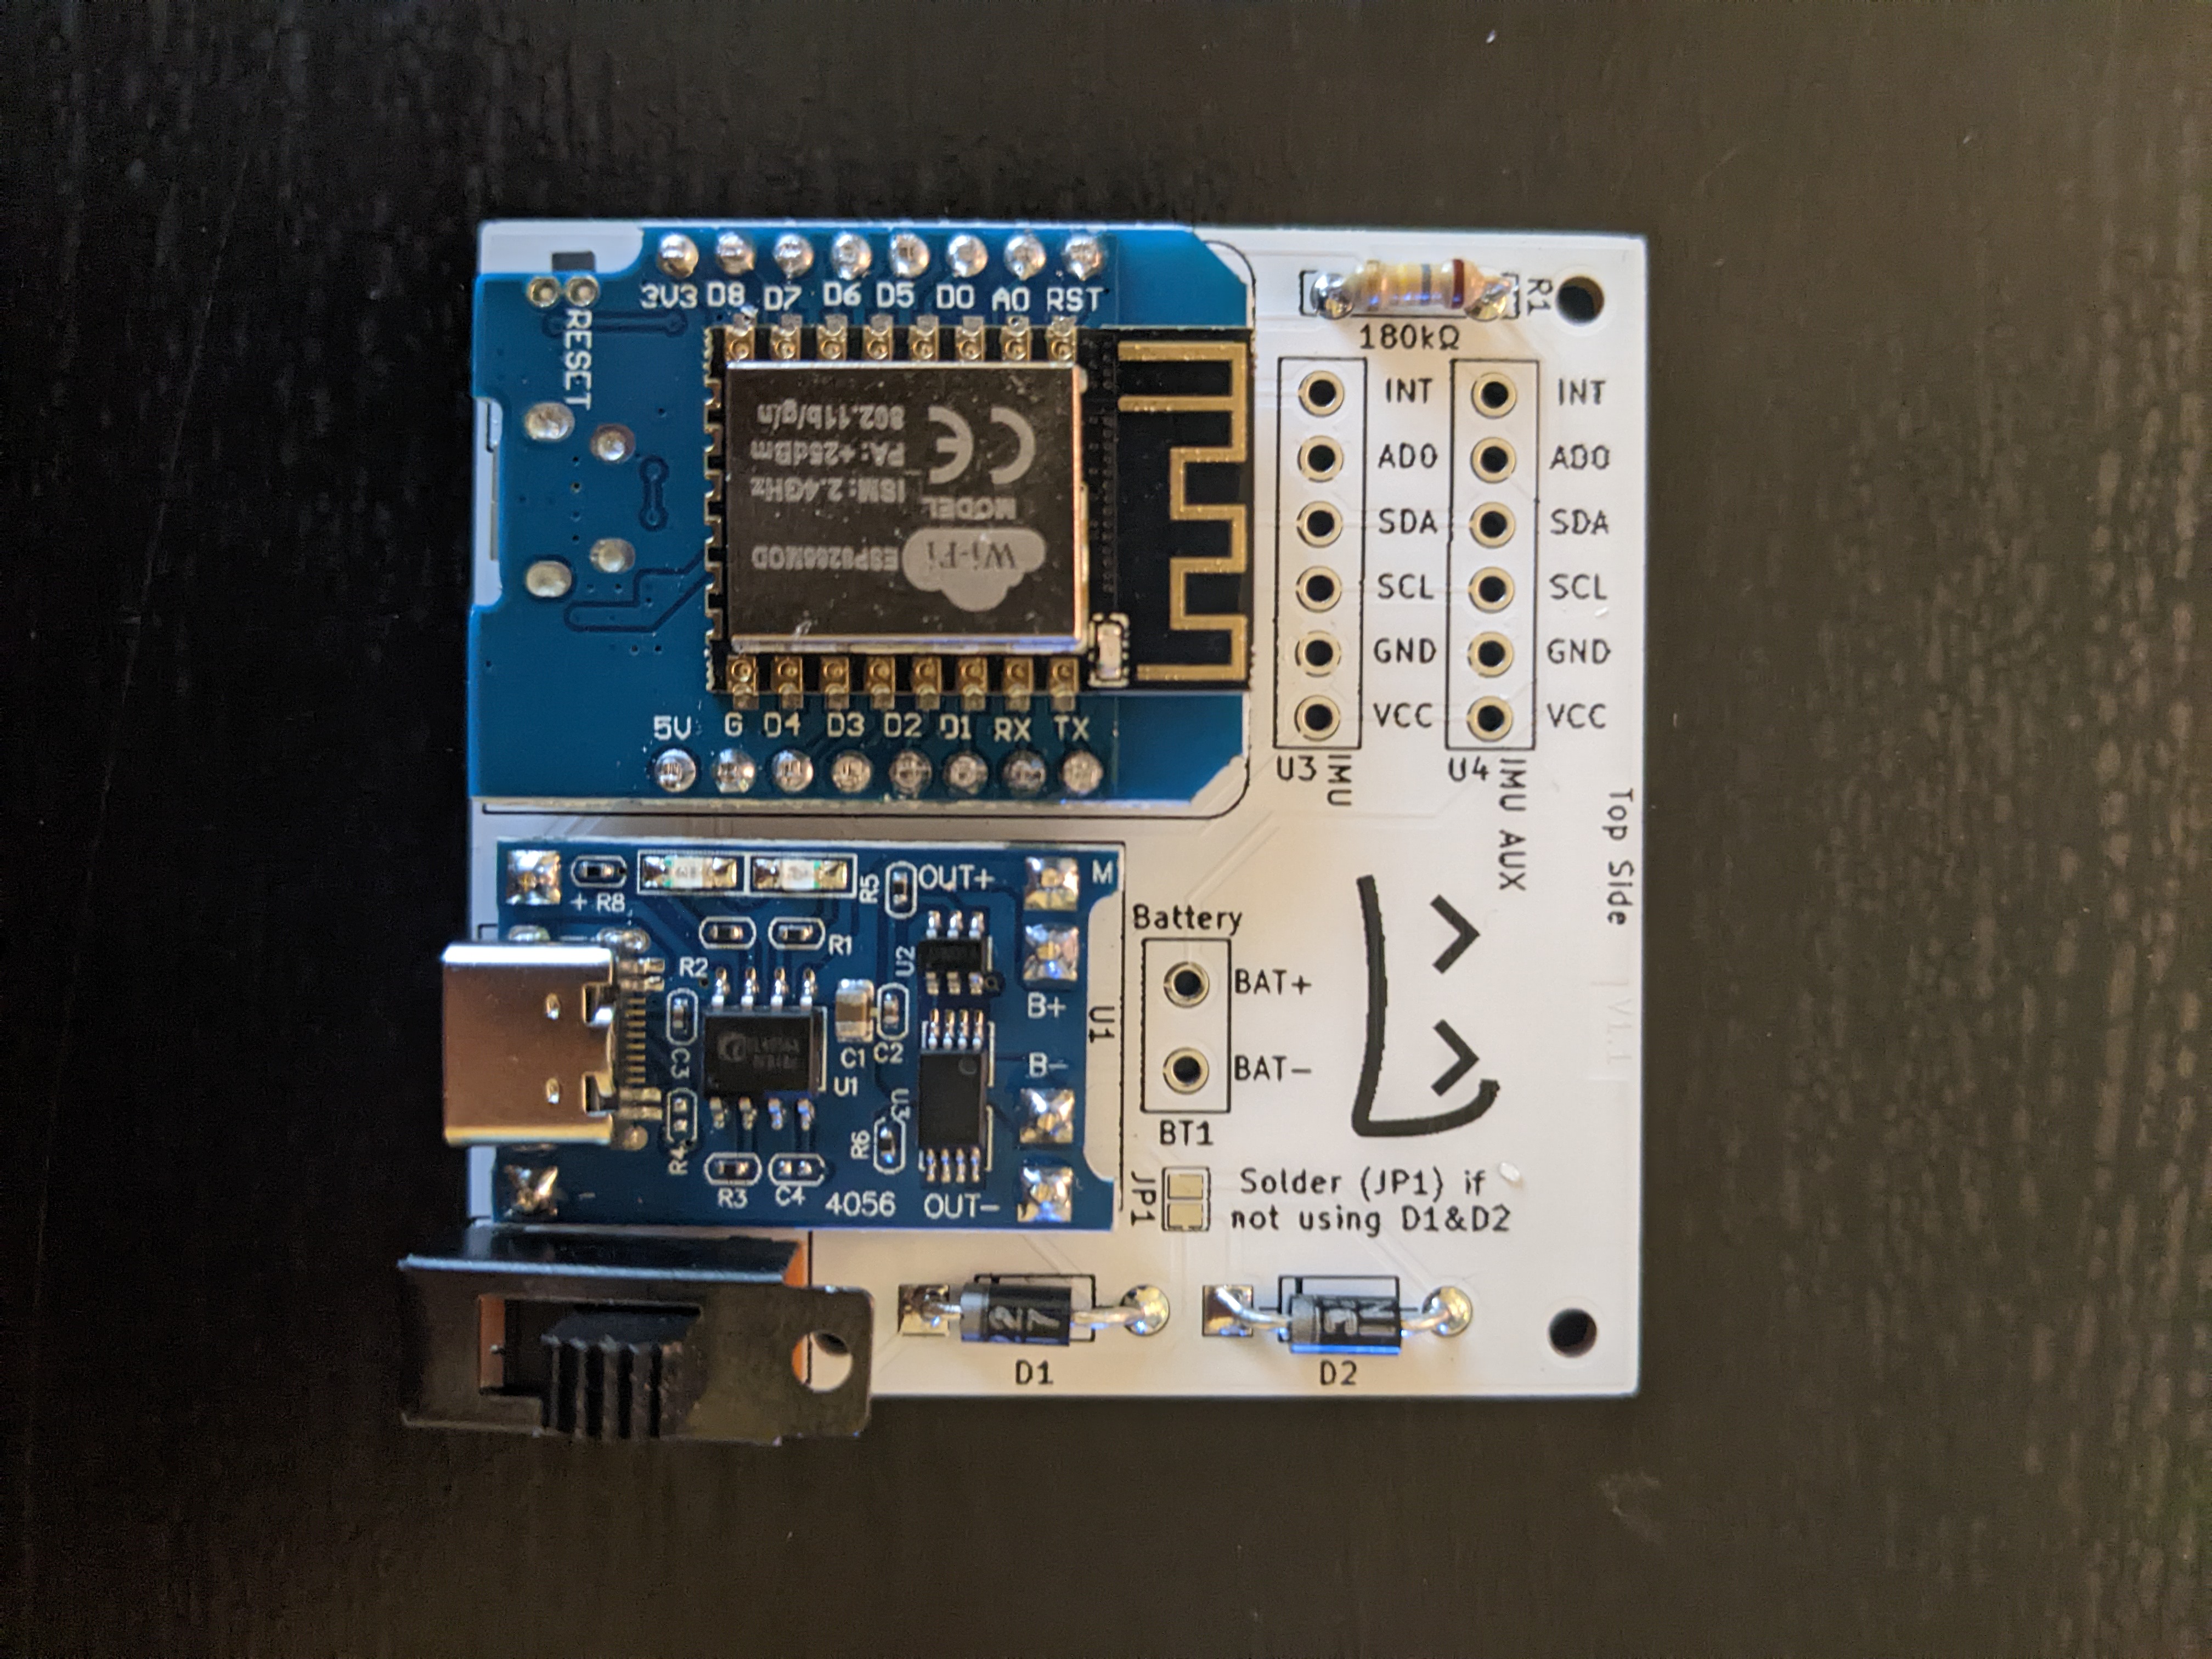 3V3 D8 D7 D6 D5 D0 A0 RST
RESET
ESP8266MOD
Wi-Fi
MODEL
ISM: 2.4GHz
PA: +25dBm
802.11b/g/n
CE
FC
5V G D4 D3 D2 D1 RX TX
R1
180kΩ
INT
AD0
SDA
SCL
GND
VCC
U3
IMU
INT
AD0
SDA
SCL
GND
VCC
U4
IMU AUX
Top Side
V1.1
+ R8
R5
OUT+
M
R1
R2
U2
B+
C3
C1
C2
U1
B-
U3
R4
R6
R3
C4
4056
OUT-
-
U1
Battery
BAT+
BAT-
BT1
JP1
Solder (JP1) if
not using D1&D2
D1
D2